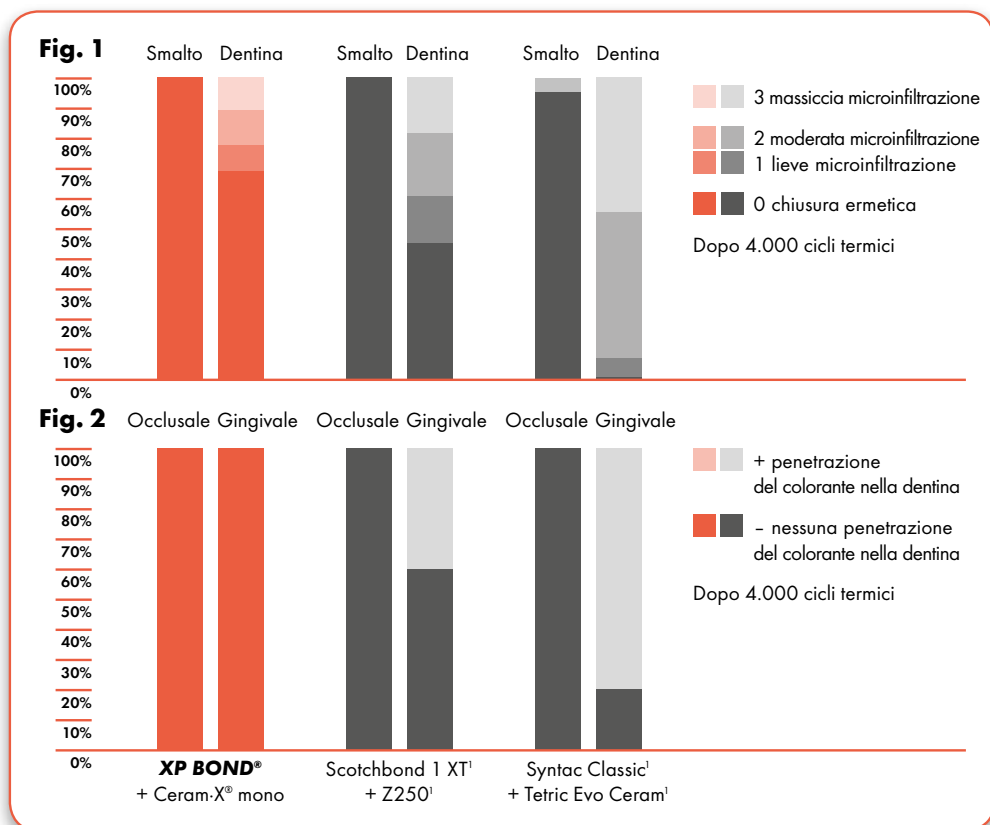 Fig. 1
Smalto Dentina Smalto Dentina Smalto Dentina
100%
90%
80%
70%
60%
50%
40%
30%
20%
10%
0%
3 massiccia microinfiltrazione
2 moderata microinfiltrazione
1 lieve microinfiltrazione
0 chiusura ermetica
Dopo 4.000 cicli termici
Fig. 2
Occlusale Gingivale Occlusale Gingivale Occlusale Gingivale
100%
90%
80%
70%
60%
50%
40%
30%
20%
10%
0%
+ penetrazione
del colorante nella dentina
– nessuna penetrazione
del colorante nella dentina
Dopo 4.000 cicli termici
XP BOND®
+ Ceram·X® mono
Scotchbond 1 XT¹
+ Z250¹
Syntac Classic¹
+ Tetric Evo Ceram¹